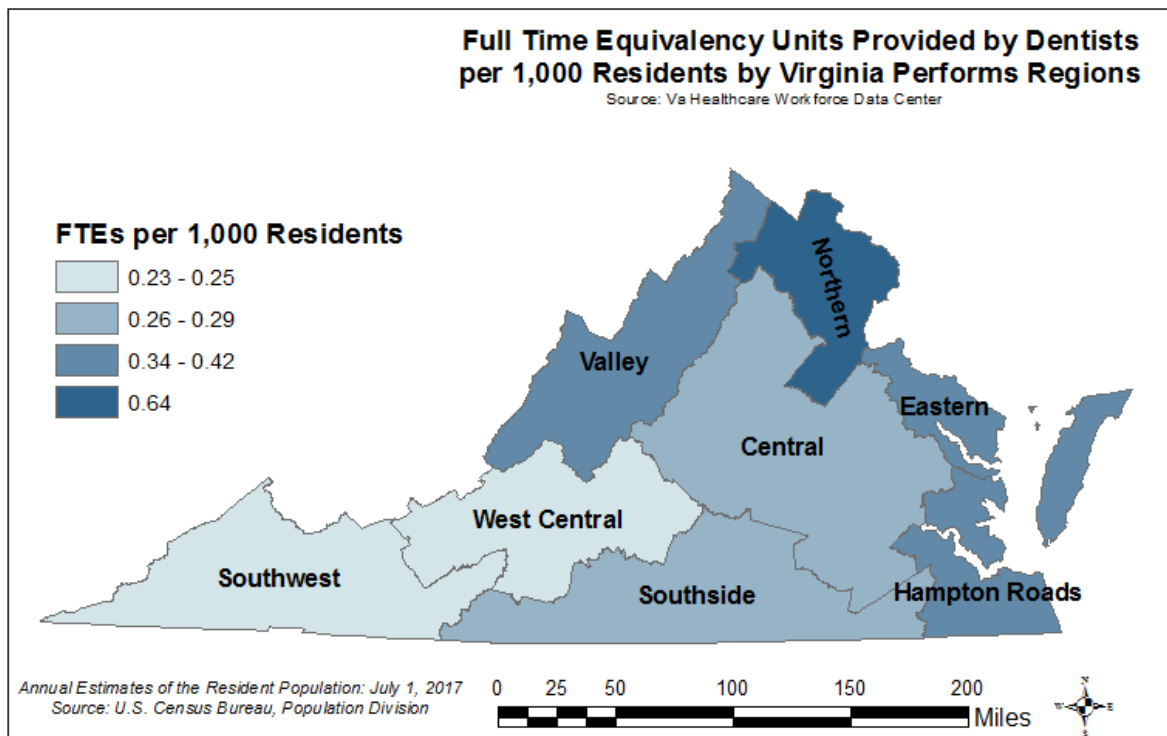 Full Time Equivalency Units Provided by Dentists
per 1,000 Residents by Virginia Performs Regions
Source: Va Healthcare Workforce Data Center
FTEs per 1,000 Residents
0.23 - 0.25
0.26 - 0.29
0.34 - 0.42
0.64
Northern
Valley
Eastern
Central
West Central
Southwest
Southside
Hampton Roads
Annual Estimates of the Resident Population: July 1, 2017
Source: U.S. Census Bureau, Population Division
0 25 50 100 150 200
Miles
N
W E
S